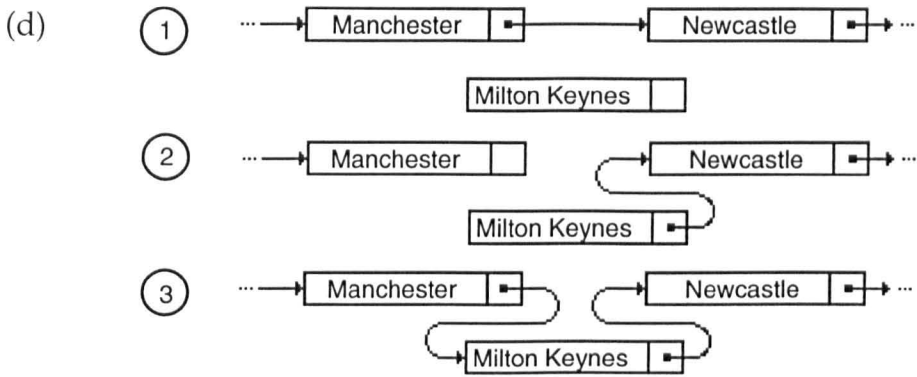 (d) 1 ... Manchester Newcastle ...
Milton Keynes
2 ... Manchester Newcastle ...
Milton Keynes
3 ... Manchester Newcastle ...
Milton Keynes